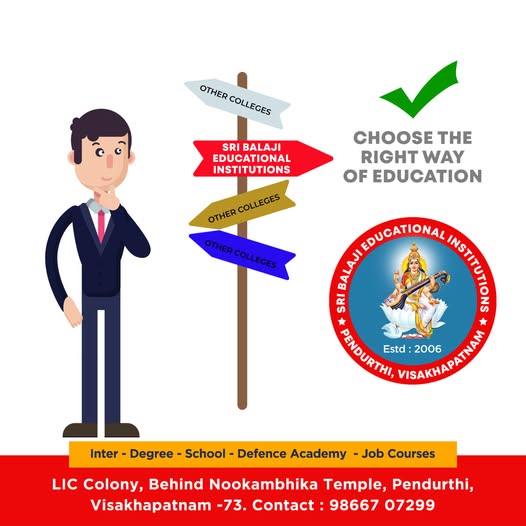 OTHER COLLEGES
SRI BALAJI
EDUCATIONAL
INSTITUTIONS
OTHER COLLEGES
OTHER COLLEGES
CHOOSE THE
RIGHT WAY
OF EDUCATION
SRI BALAJI EDUCATIONAL INSTITUTIONS
Estd : 2006
★ PENDURTHI, VISAKHAPATNAM ★
Inter - Degree - School - Defence Academy - Job Courses
LIC Colony, Behind Nookambhika Temple, Pendurthi,
Visakhapatnam -73. Contact : 98667 07299